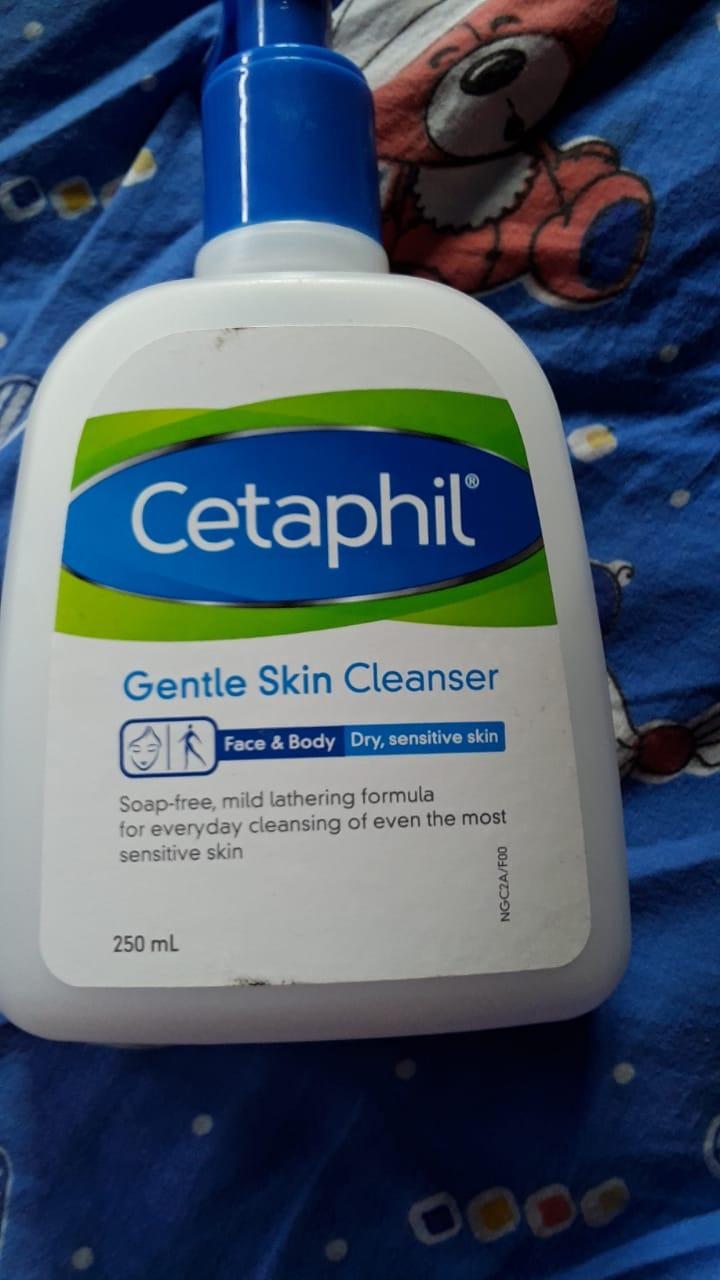 Cetaphil®
Gentle Skin Cleanser
Face & Body Dry, sensitive skin
Soap-free, mild lathering formula
for everyday cleansing of even the most
sensitive skin
NGC2A/F00
250 mL